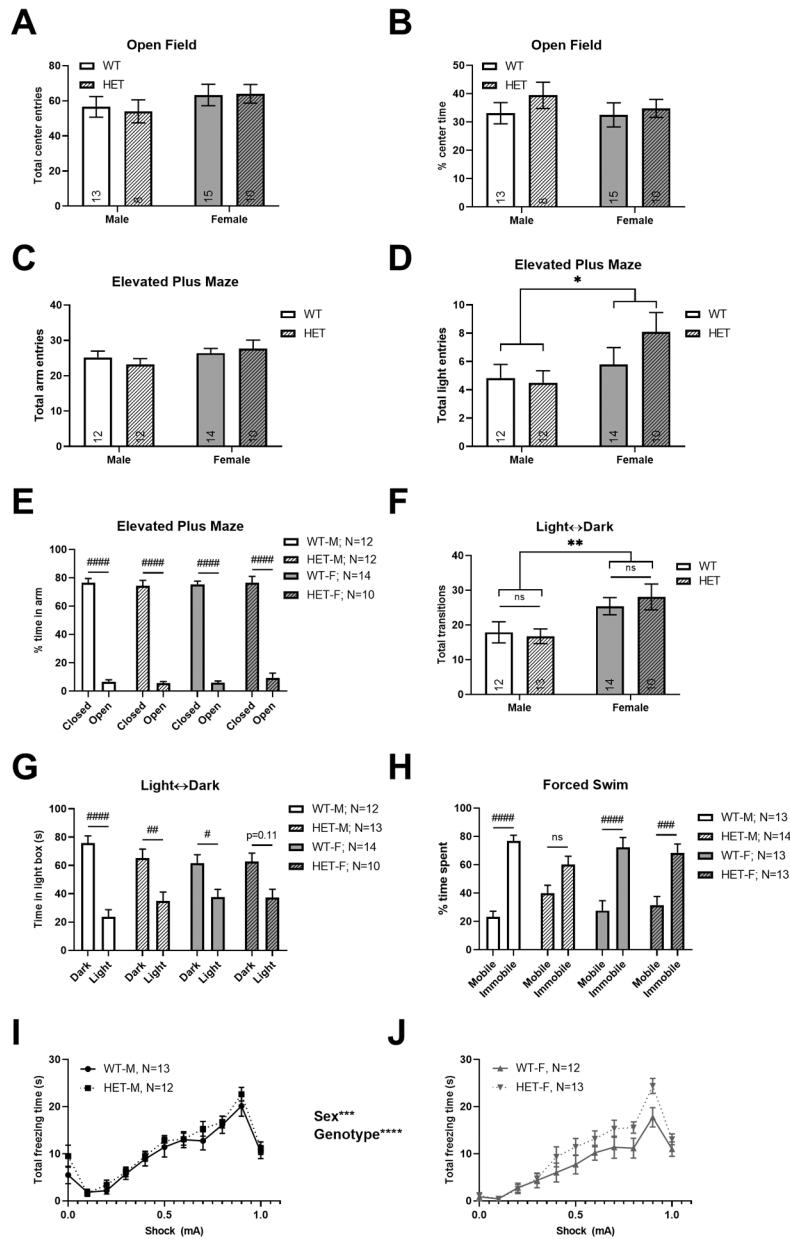 A
Open Field
WT
HET
Total center entries
80
60
40
20
0
13
8
15
10
Male
Female
B
Open Field
WT
HET
% center time
60
50
40
30
20
10
0
13
8
15
10
Male
Female
C
Elevated Plus Maze
WT
HET
Total arm entries
40
30
20
10
0
12
12
14
10
Male
Female
D
Elevated Plus Maze
*
WT
HET
Total light entries
10
8
6
4
2
0
12
12
14
10
Male
Female
E
Elevated Plus Maze
WT-M; N=12
HET-M; N=12
WT-F; N=14
HET-F; N=10
% time in arm
100
80
60
40
20
0
#### #### #### ####
Closed Open Closed Open Closed Open Closed Open
F
Light↔Dark
**
ns
ns
WT
HET
Total transitions
40
30
20
10
0
12
13
14
10
Male
Female
G
Light↔Dark
WT-M; N=12
HET-M; N=13
WT-F; N=14
HET-F; N=10
Time in light box (s)
100
80
60
40
20
0
#### ## # p=0.11
Dark Light Dark Light Dark Light Dark Light
H
Forced Swim
WT-M; N=13
HET-M; N=14
WT-F; N=13
HET-F; N=13
% time spent
100
80
60
40
20
0
#### ns #### ###
Mobile Immobile Mobile Immobile Mobile Immobile Mobile Immobile
I
WT-M, N=13
HET-M, N=12
Total freezing time (s)
30
20
10
0
0.0 0.5 1.0
Shock (mA)
Sex***
Genotype****
J
WT-F, N=12
HET-F, N=13
Total freezing time (s)
30
20
10
0
0.0 0.5 1.0
Shock (mA)